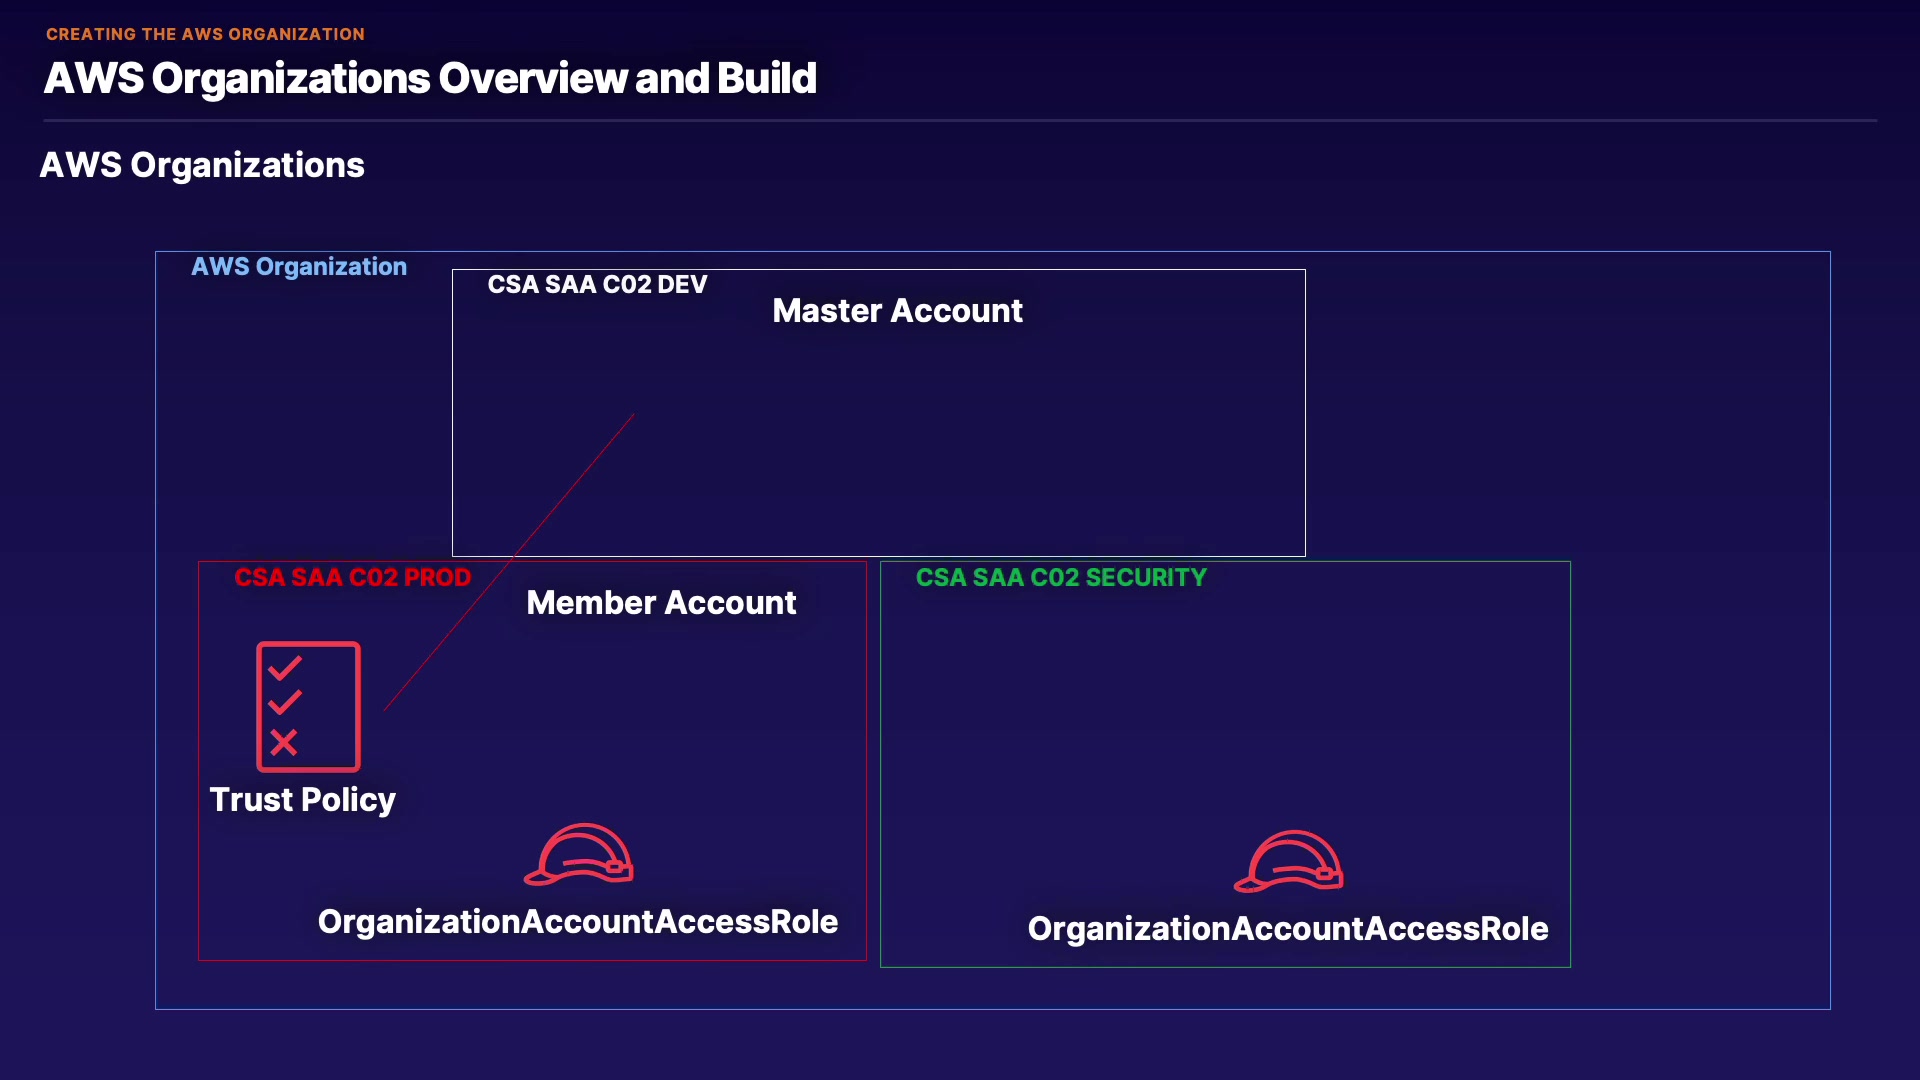 CREATING THE AWS ORGANIZATION
AWS Organizations Overview and Build
AWS Organizations
AWS Organization
CSA SAA C02 DEV
Master Account
CSA SAA C02 PROD
Member Account
Trust Policy
OrganizationAccountAccessRole
CSA SAA C02 SECURITY
OrganizationAccountAccessRole